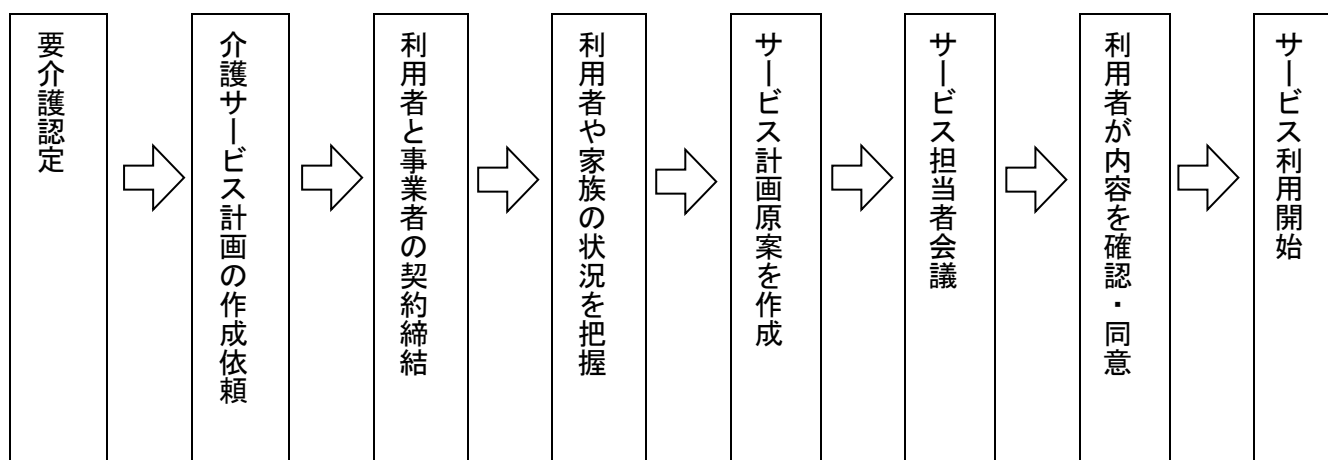 要介護認定
介護サービス計画の作成依頼
利用者と事業者の契約締結
利用者や家族の状況を把握
サービス計画原案を作成
サービス担当者会議
利用者が内容を確認・同意
サービス利用開始